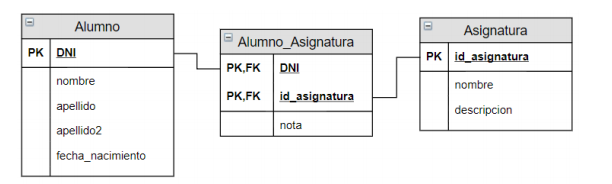 Alumno
PK DNI
nombre
apellido
apellido2
fecha_nacimiento
Alumno_Asignatura
PK,FK DNI
PK,FK id_asignatura
nota
Asignatura
PK id_asignatura
nombre
descripcion